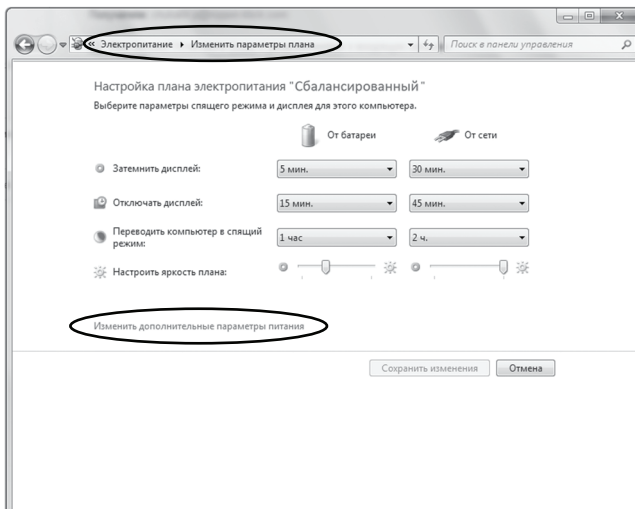 « Электропитание ▸ Изменить параметры плана
Поиск в панели управления
Настройка плана электропитания "Сбалансированный"
Выберите параметры спящего режима и дисплея для этого компьютера.
От батареи От сети
Затемнить дисплей: 5 мин. 30 мин.
Отключать дисплей: 15 мин. 45 мин.
Переводить компьютер в спящий
режим: 1 час 2 ч.
Настроить яркость плана:
Изменить дополнительные параметры питания
Сохранить изменения Отмена